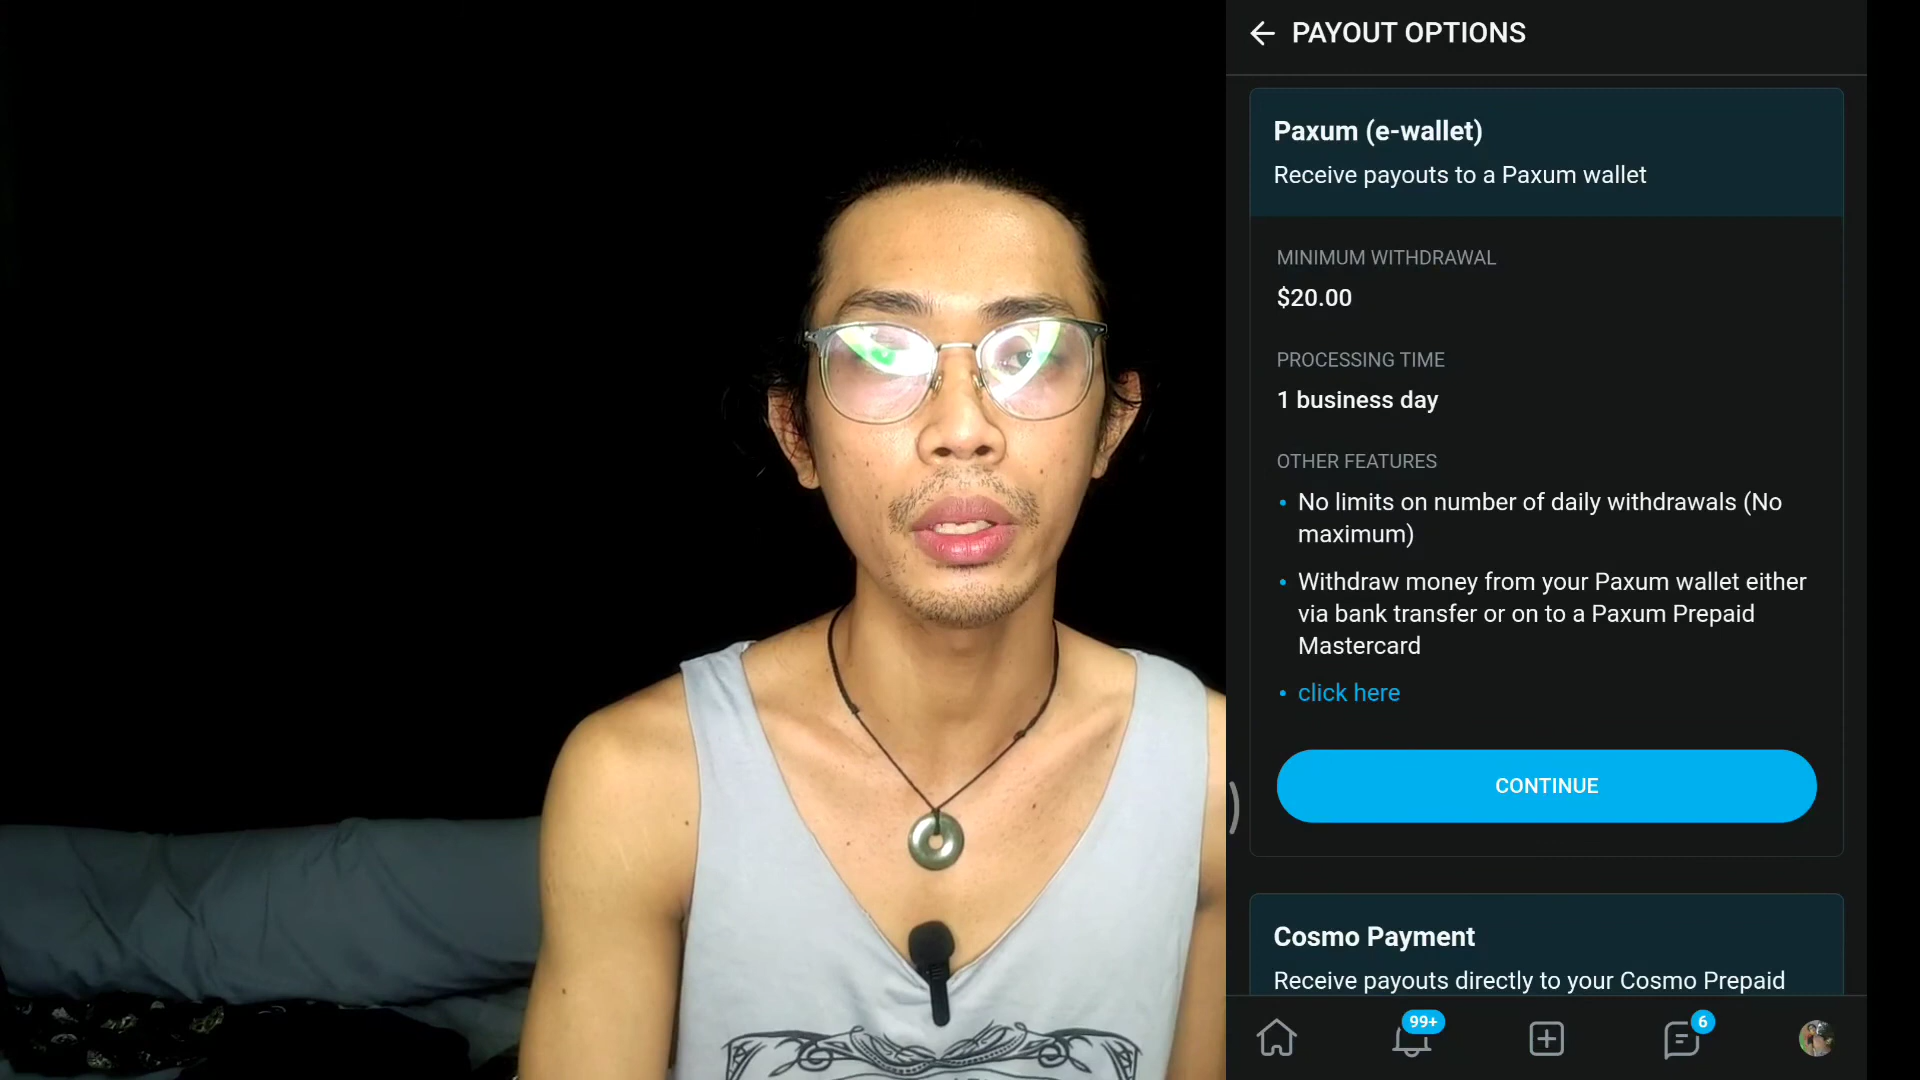 PAYOUT OPTIONS
Paxum (e-wallet)
Receive payouts to a Paxum wallet
MINIMUM WITHDRAWAL
$20.00
PROCESSING TIME
1 business day
OTHER FEATURES
• No limits on number of daily withdrawals (No
maximum)
• Withdraw money from your Paxum wallet either
via bank transfer or on to a Paxum Prepaid
Mastercard
• click here
CONTINUE
Cosmo Payment
Receive payouts directly to your Cosmo Prepaid
99+
6